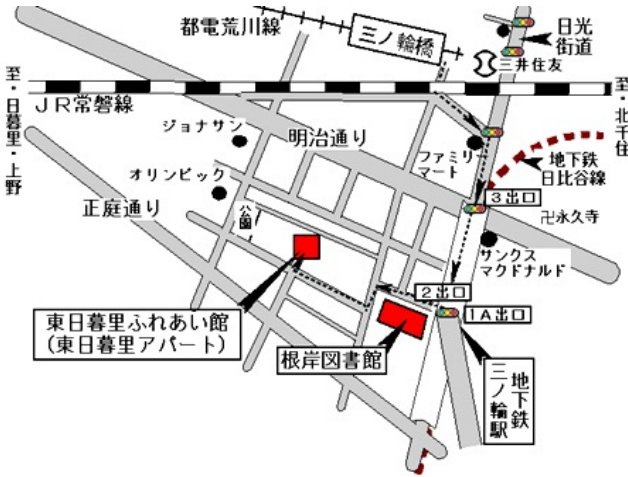 都電荒川線
三ノ輪橋
日光
街道
三井住友
至・日暮里・上野
至・北千住
JR常磐線
ジョナサン
明治通り
ファミリー
マート
地下鉄
日比谷線
オリンピック
3出口
正庭通り
公園
卍永久寺
サンクス
マクドナルド
2出口
1A出口
東日暮里ふれあい館
(東日暮里アパート)
根岸図書館
地下鉄
三ノ輪駅